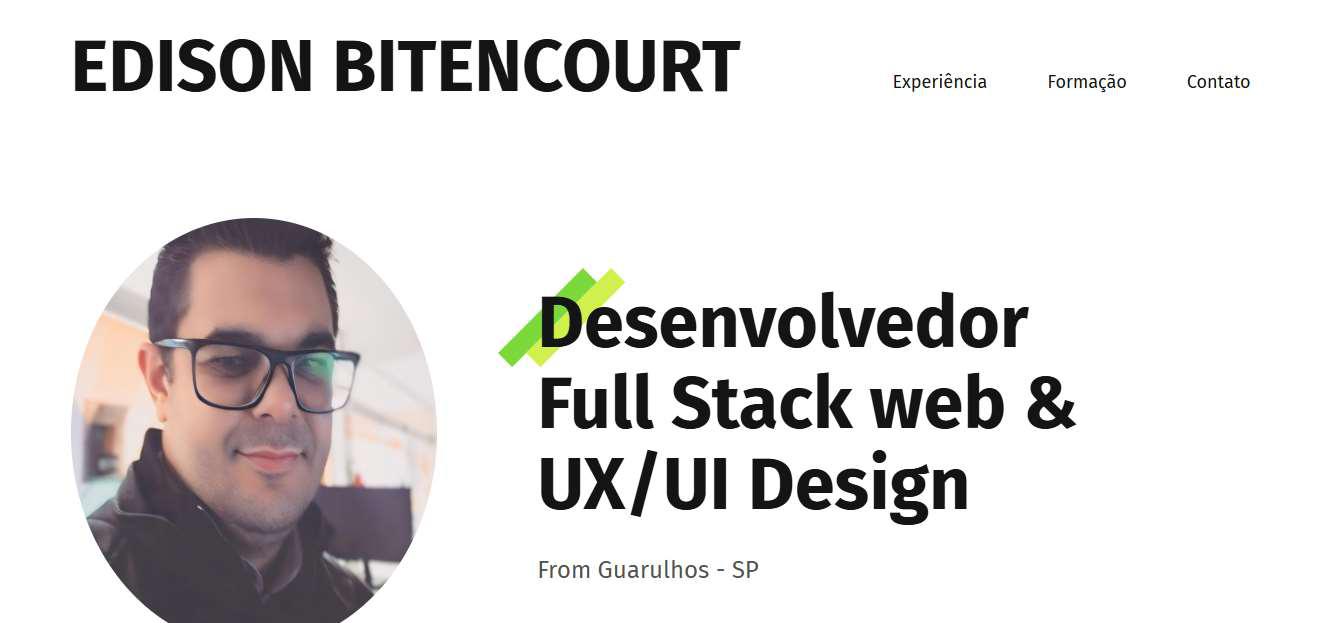 EDISON BITENCOURT
Experiência
Formação
Contato
Desenvolvedor
Full Stack web &
UX/UI Design
From Guarulhos - SP